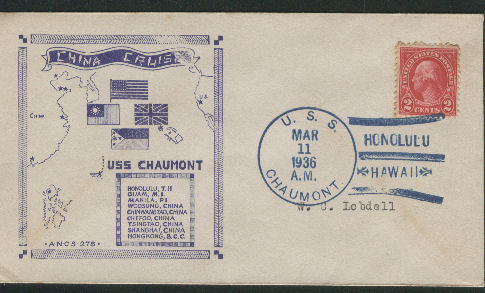 CHINA CRUISE
CHINA
USS CHAUMONT
HONOLULU, T.H
GUAM, M.I.
MANILA, P.I.
WOOSUNG, CHINA
CHINWANGTAO, CHINA
CHEFOO, CHINA
TSINGTAO, CHINA
SHANGHAI, CHINA
HONGKONG, B.C.C.
·ANCS 278·
UNITED STATES POSTAGE
2 CENTS 2
U. S. S.
MAR
11
1936
A.M.
CHAUMONT
HONOLULU
HAWAII
W. J. Lobdell